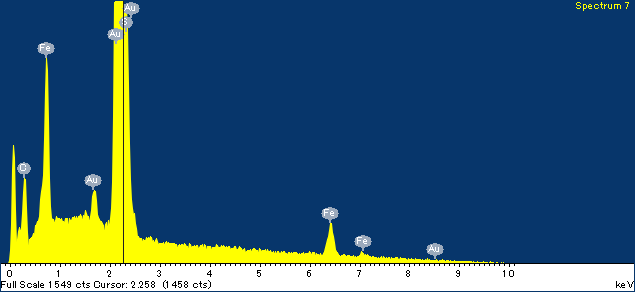 Spectrum 7
Au
S
Au
Fe
C
Au
Fe
Fe
Au
0 1 2 3 4 5 6 7 8 9 10
Full Scale 1549 cts Cursor: 2.258 (1458 cts) keV